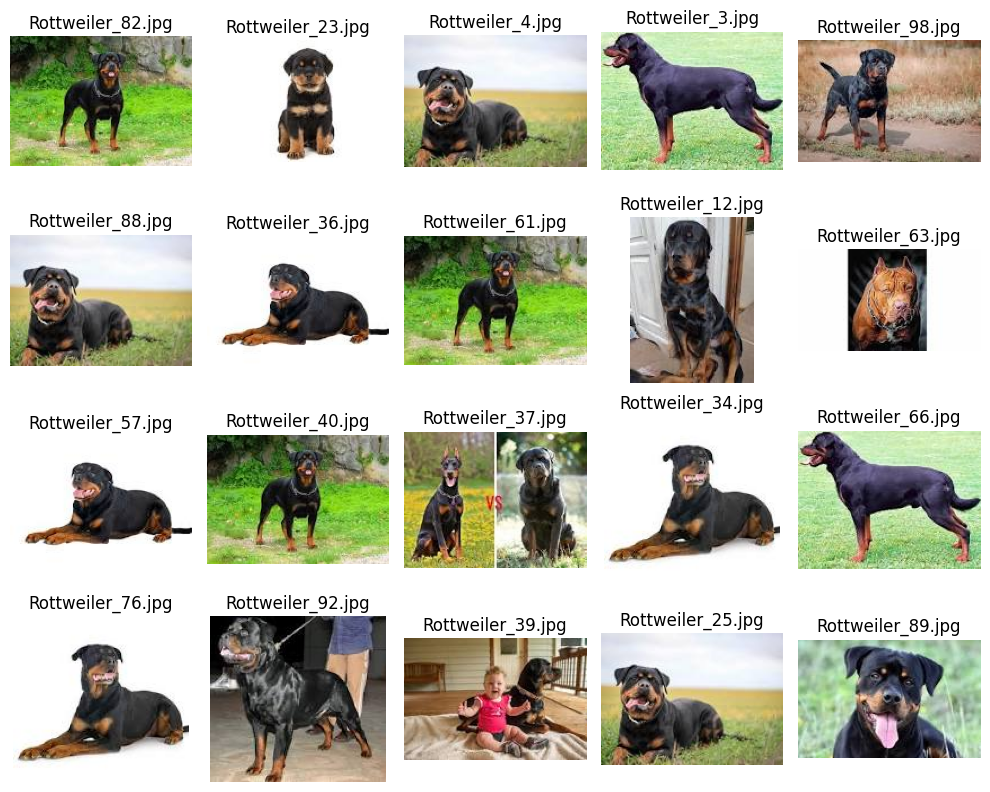 Rottweiler_82.jpg
Rottweiler_23.jpg
Rottweiler_4.jpg
Rottweiler_3.jpg
Rottweiler_98.jpg
Rottweiler_88.jpg
Rottweiler_36.jpg
Rottweiler_61.jpg
Rottweiler_12.jpg
Rottweiler_63.jpg
Rottweiler_57.jpg
Rottweiler_40.jpg
Rottweiler_37.jpg
Rottweiler_34.jpg
Rottweiler_66.jpg
VS
Rottweiler_76.jpg
Rottweiler_92.jpg
Rottweiler_39.jpg
Rottweiler_25.jpg
Rottweiler_89.jpg